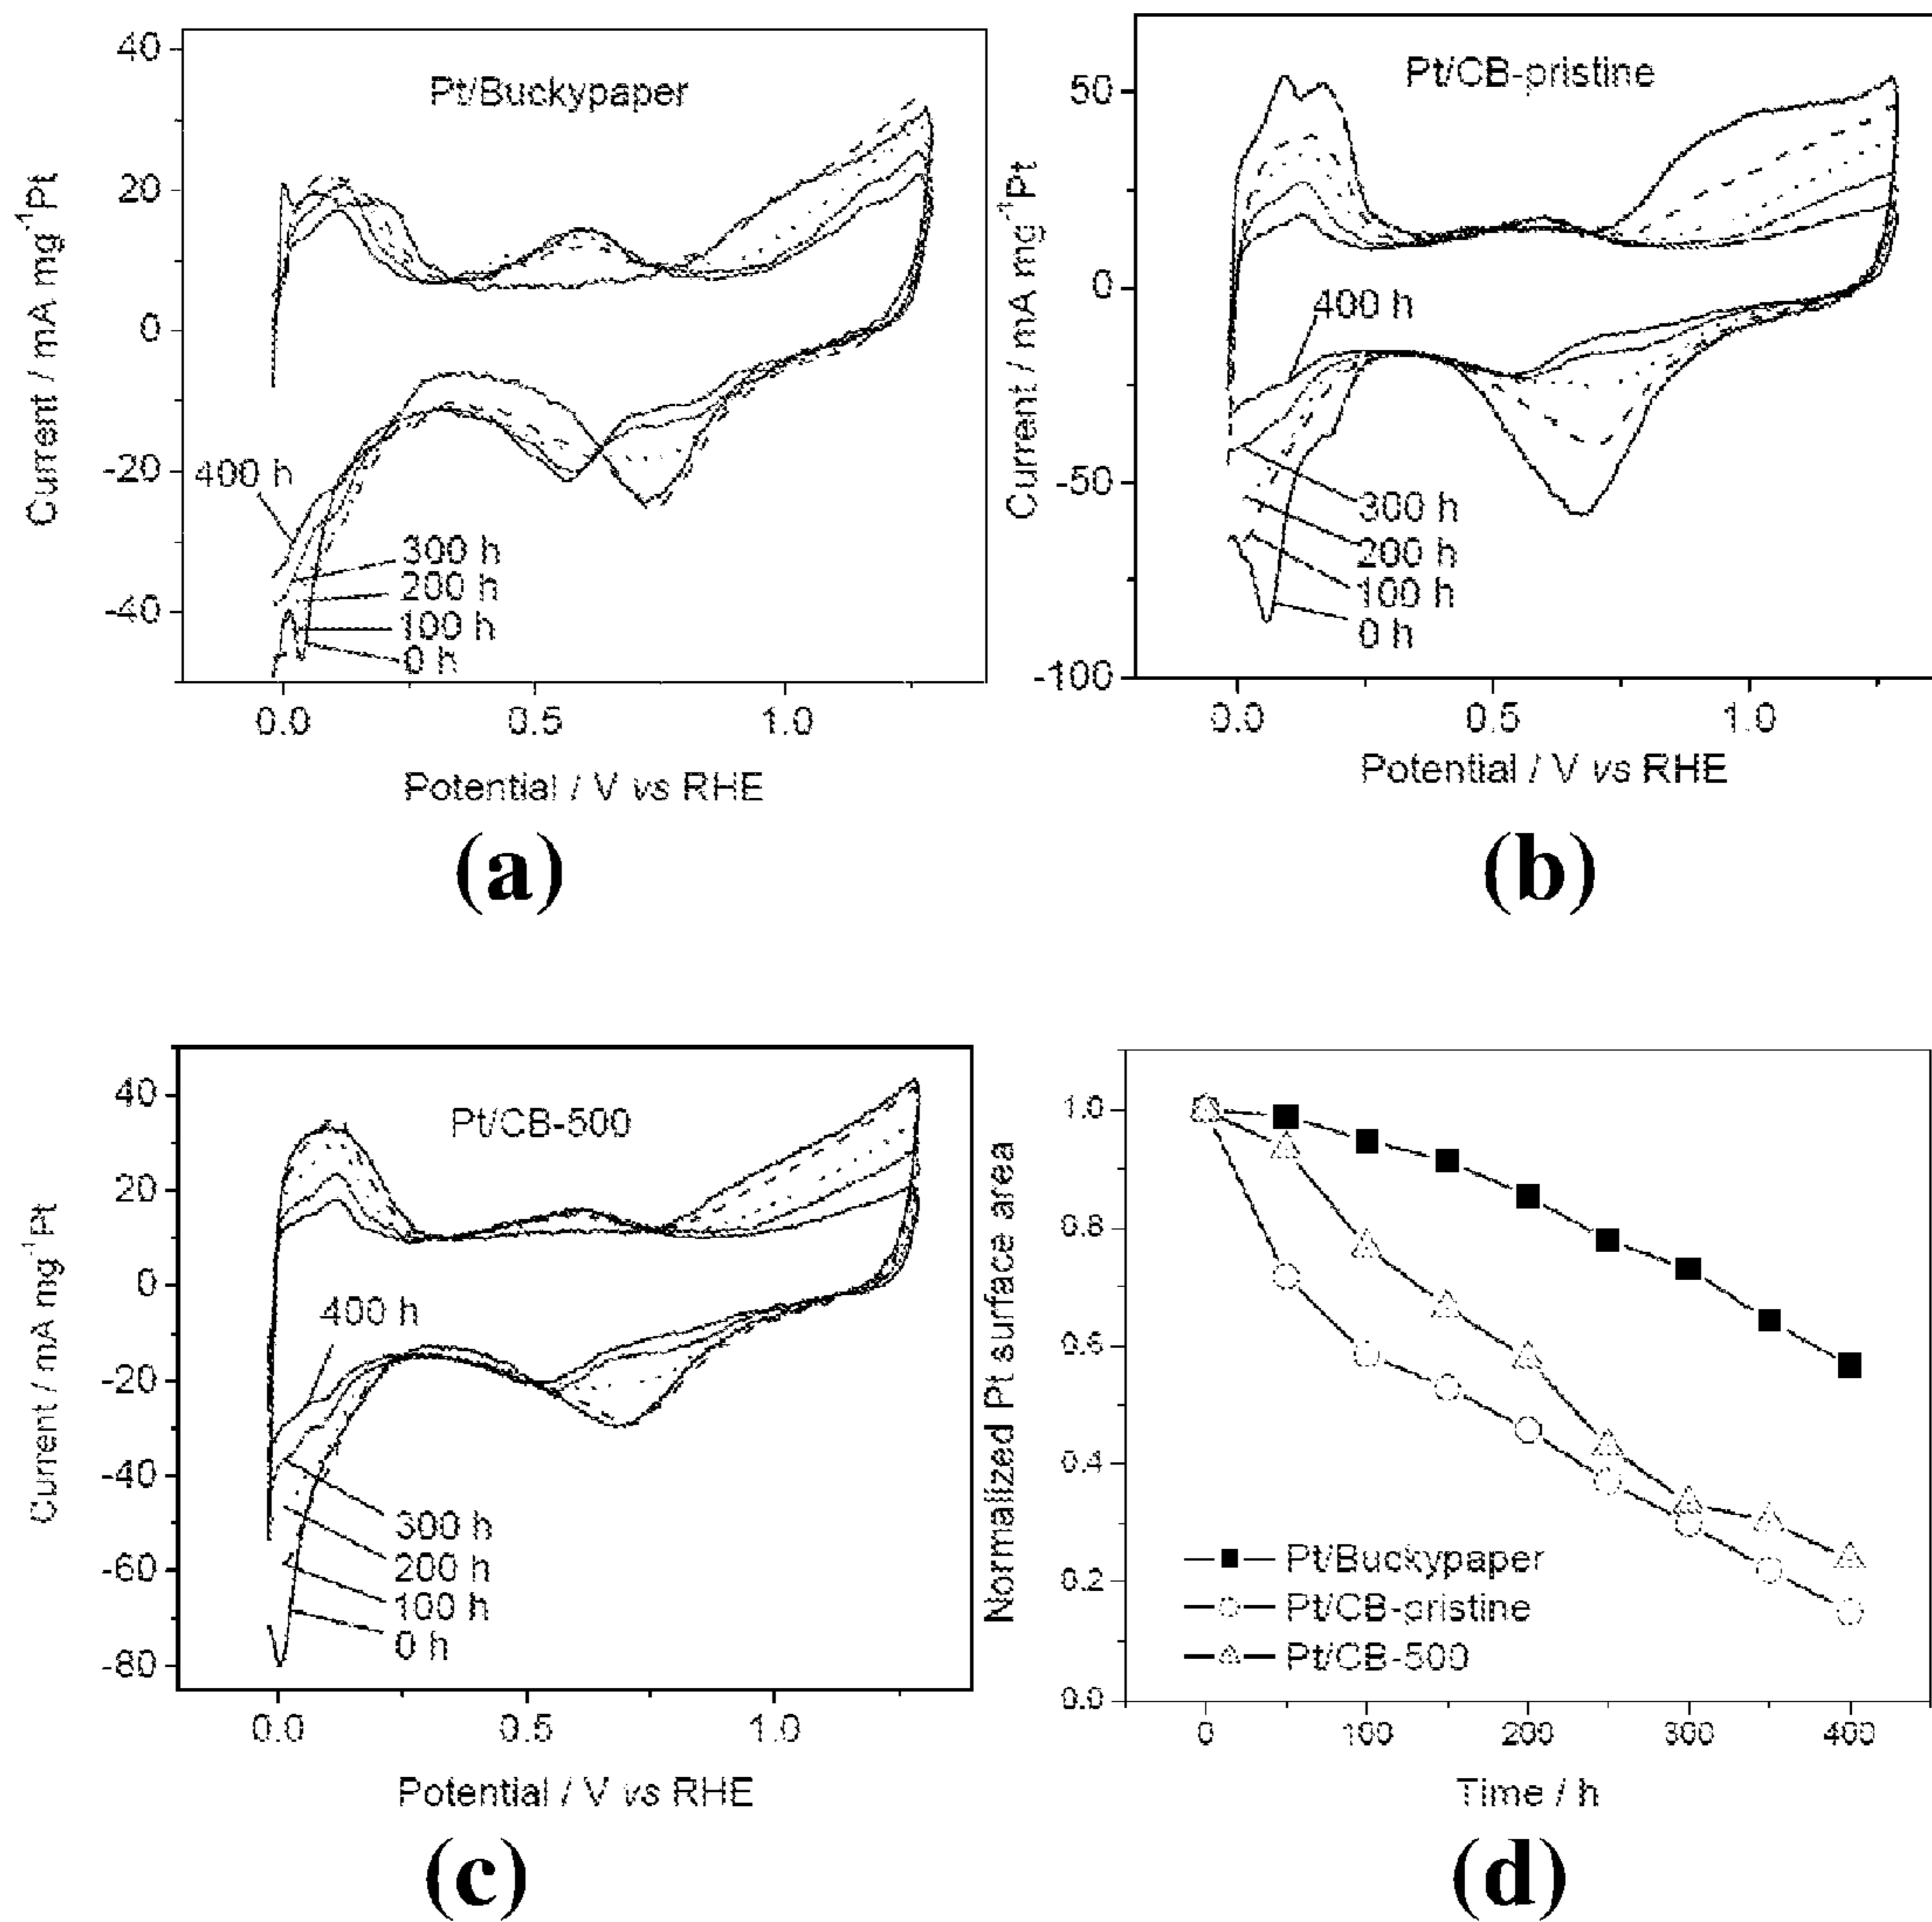 40
20
0
-20
-40
Current / mA mg⁻¹Pt
Pt/Buckypaper
400 h
300 h
200 h
100 h
0 h
0.0 0.5 1.0
Potential / V vs RHE
(a)
50
0
-50
-100
Current / mA mg⁻¹Pt
Pt/CB-pristine
400 h
300 h
200 h
100 h
0 h
0.0 0.5 1.0
Potential / V vs RHE
(b)
40
20
0
-20
-40
-60
-80
Current / mA mg⁻¹Pt
Pt/CB-500
400 h
300 h
200 h
100 h
0 h
0.0 0.5 1.0
Potential / V vs RHE
(c)
1.0
0.8
0.6
0.4
0.2
0.0
Normalized Pt surface area
Pt/Buckypaper
Pt/CB-pristine
Pt/CB-500
0 100 200 300 400
Time / h
(d)